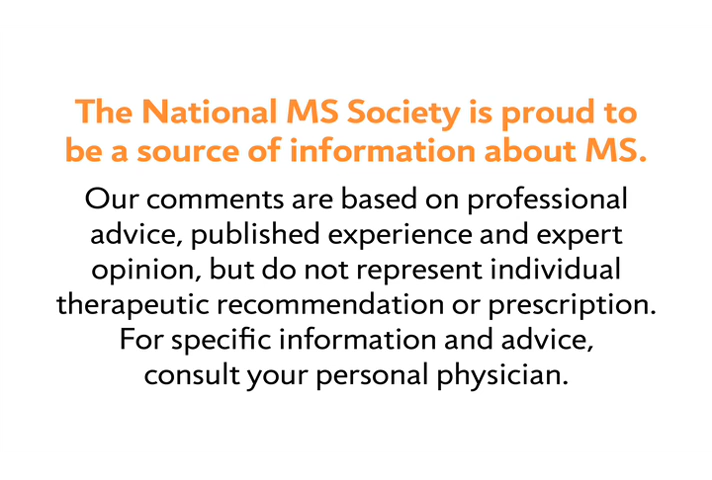 The National MS Society is proud to
be a source of information about MS.
Our comments are based on professional
advice, published experience and expert
opinion, but do not represent individual
therapeutic recommendation or prescription.
For specific information and advice,
consult your personal physician.